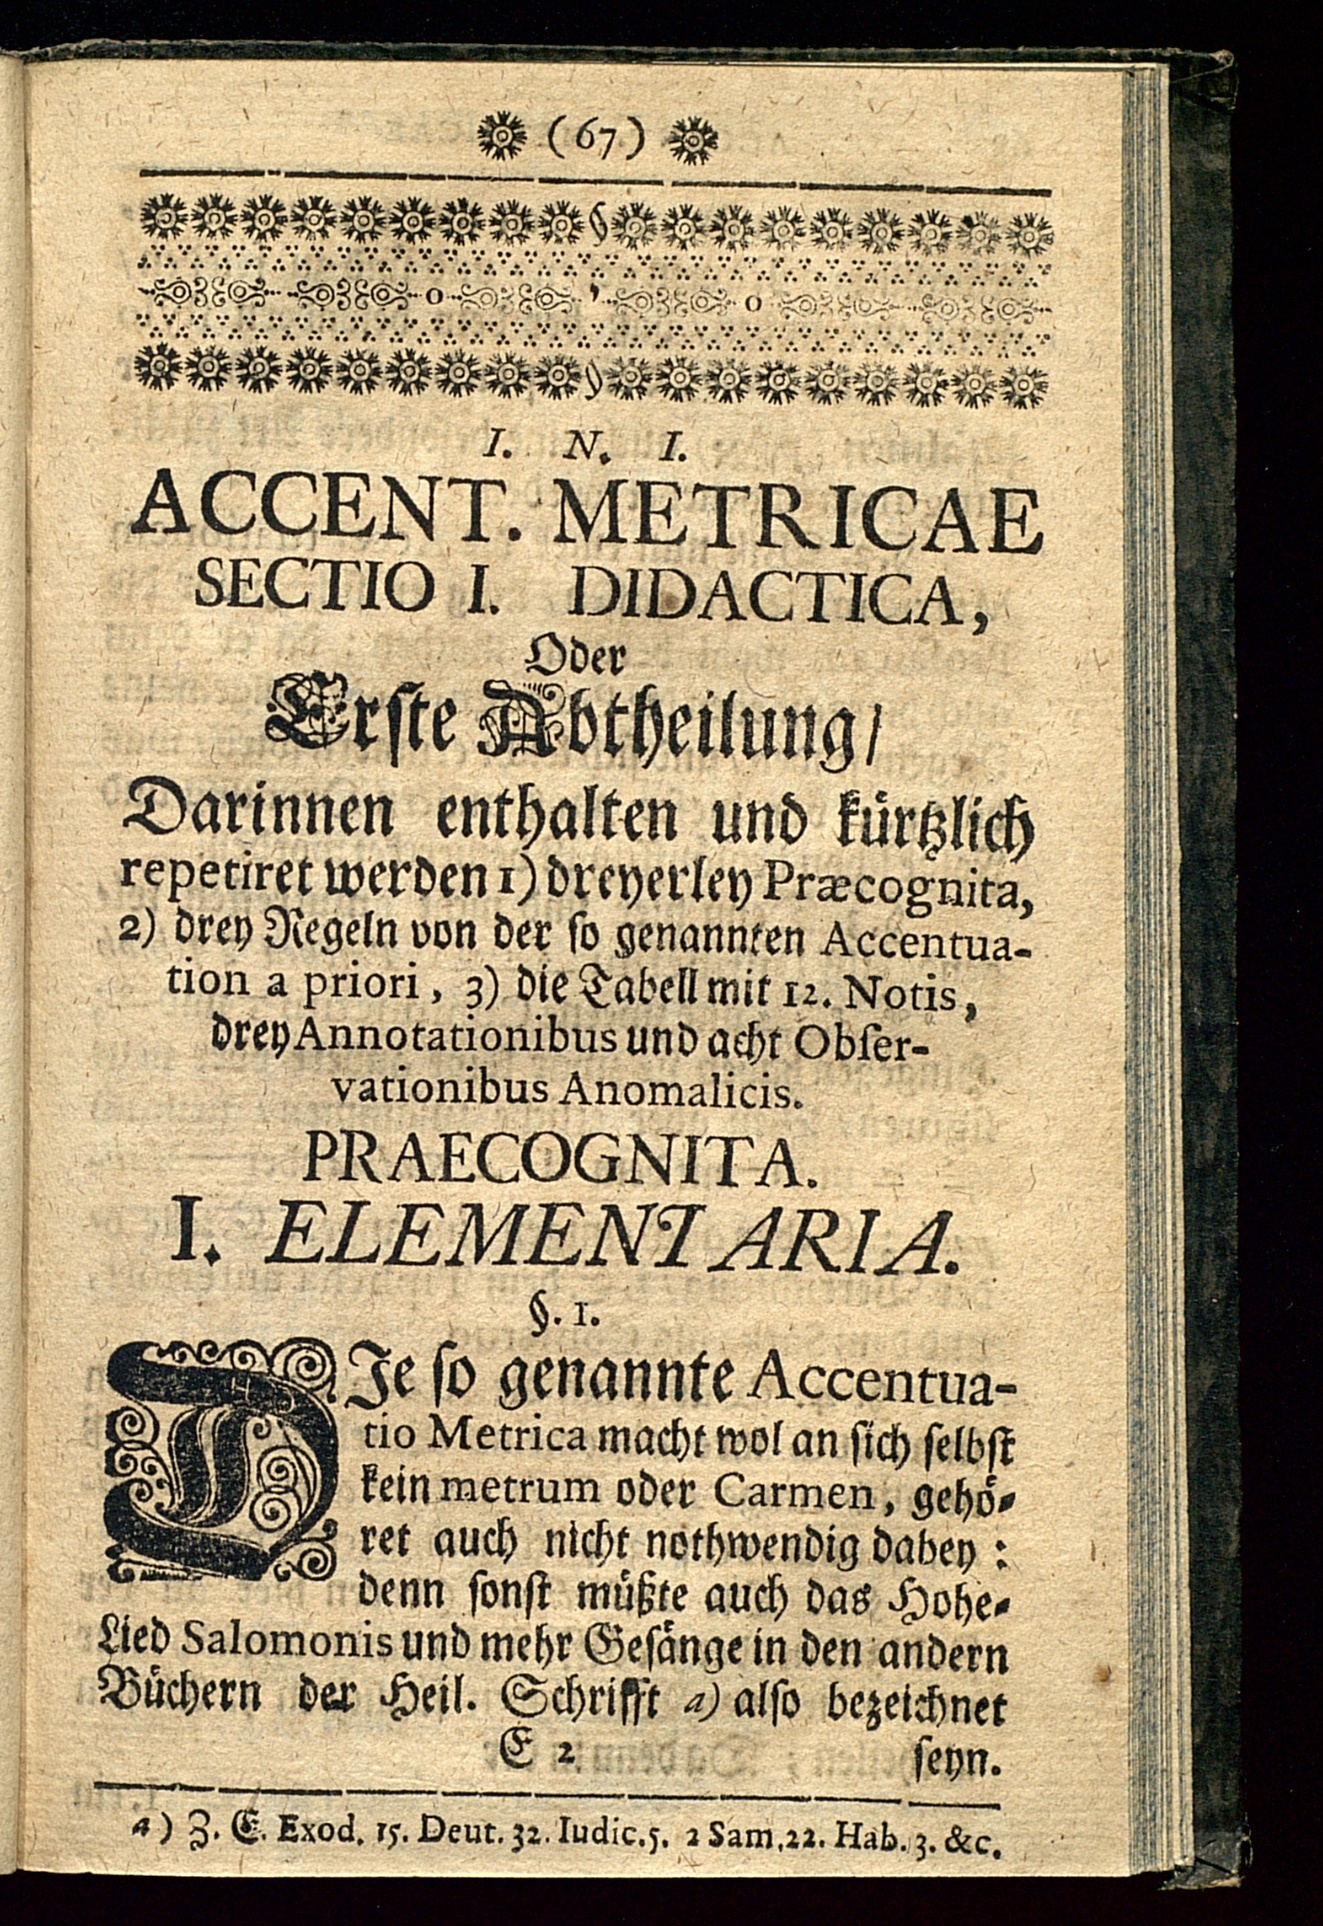 (67)
I. N. I.
ACCENT. METRICAE
SECTIO I. DIDACTICA,
Oder
Erste Abtheilung/
Darinnen enthalten und kürtzlich
repetiret werden 1) dreyerley Præcognita,
2) drey Regeln von der so genannten Accentua-
tion a priori, 3) die Tabell mit 12. Notis,
drey Annotationibus und acht Obser-
vationibus Anomalicis.
PRAECOGNITA.
I. ELEMENTARIA.
§. 1.
DIe so genannte Accentua-
tio Metrica macht wol an sich selbst
kein metrum oder Carmen, gehö-
ret auch nicht nothwendig dabey:
denn sonst müßte auch das Hohe-
Lied Salomonis und mehr Gesänge in den andern
Büchern der Heil. Schrifft a) also bezeichnet
E 2 seyn.
a) Z. E. Exod. 15. Deut. 32. Iudic. 5. 2 Sam. 22. Hab. 3. &c.